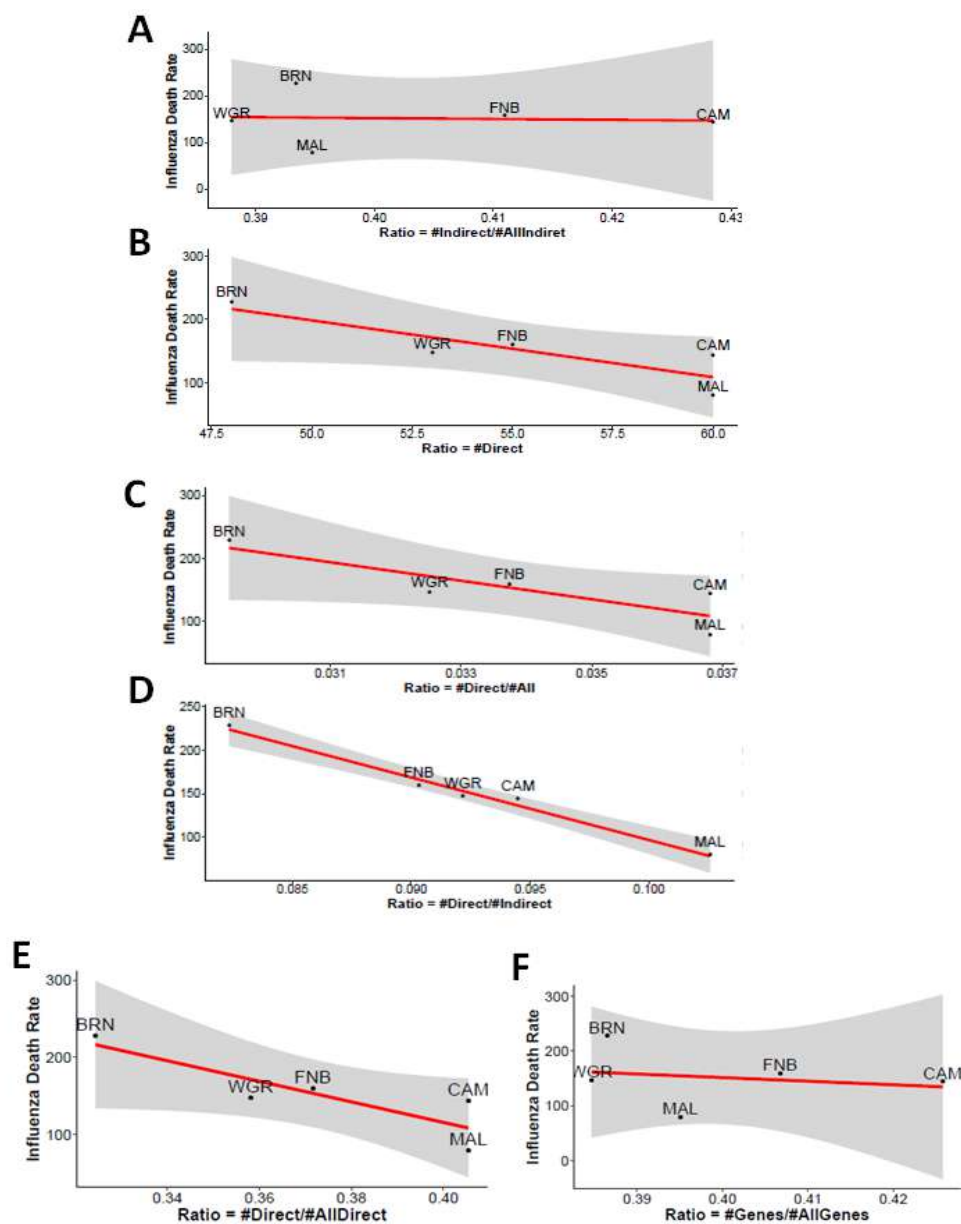 A
Influenza Death Rate
300
200
100
0
BRN
WGR
FNB
CAM
MAL
0.39 0.40 0.41 0.42 0.43
Ratio = #Indirect/#AllIndiret
B
Influenza Death Rate
300
200
100
BRN
WGR
FNB
CAM
MAL
47.5 50.0 52.5 55.0 57.5 60.0
Ratio = #Direct
C
Influenza Death Rate
300
200
100
BRN
WGR
FNB
CAM
MAL
0.031 0.033 0.035 0.037
Ratio = #Direct/#All
D
Influenza Death Rate
250
200
150
100
BRN
FNB
WGR
CAM
MAL
0.085 0.090 0.095 0.100
Ratio = #Direct/#Indirect
E
Influenza Death Rate
300
200
100
BRN
WGR
FNB
CAM
MAL
0.34 0.36 0.38 0.40
Ratio = #Direct/#AllDirect
F
Influenza Death Rate
300
200
100
0
BRN
WGR
FNB
CAM
MAL
0.39 0.40 0.41 0.42
Ratio = #Genes/#AllGenes